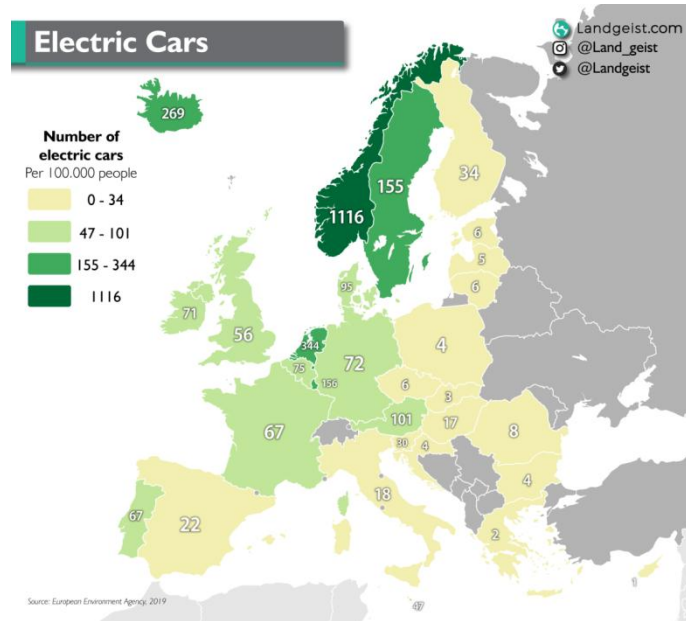 Electric Cars
Landgeist.com
@Land_geist
@Landgeist
269
Number of
electric cars
Per 100.000 people
0 - 34
47 - 101
155 - 344
1116
1116
155
34
6
5
6
95
71
56
344
75
156
72
4
6
3
101
17
8
67
30
4
18
4
67
22
2
47
1
Source: European Environment Agency, 2019